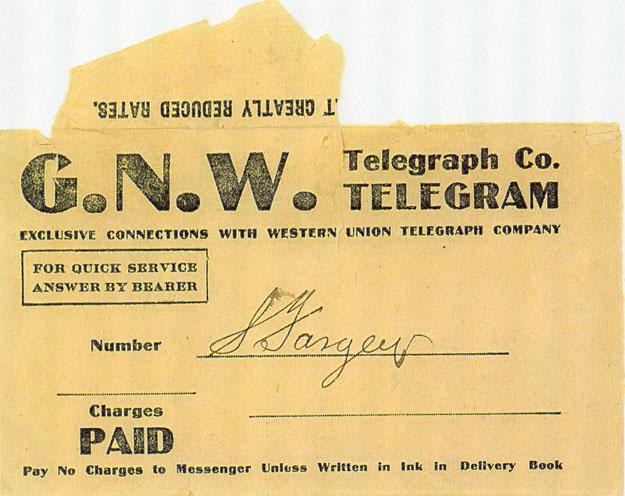 T GREATLY REDUCED RATES.
G.N.W. Telegraph Co.
TELEGRAM
EXCLUSIVE CONNECTIONS WITH WESTERN UNION TELEGRAPH COMPANY
FOR QUICK SERVICE
ANSWER BY BEARER
Number
Charges
PAID
Pay No Charges to Messenger Unless Written in Ink in Delivery Book